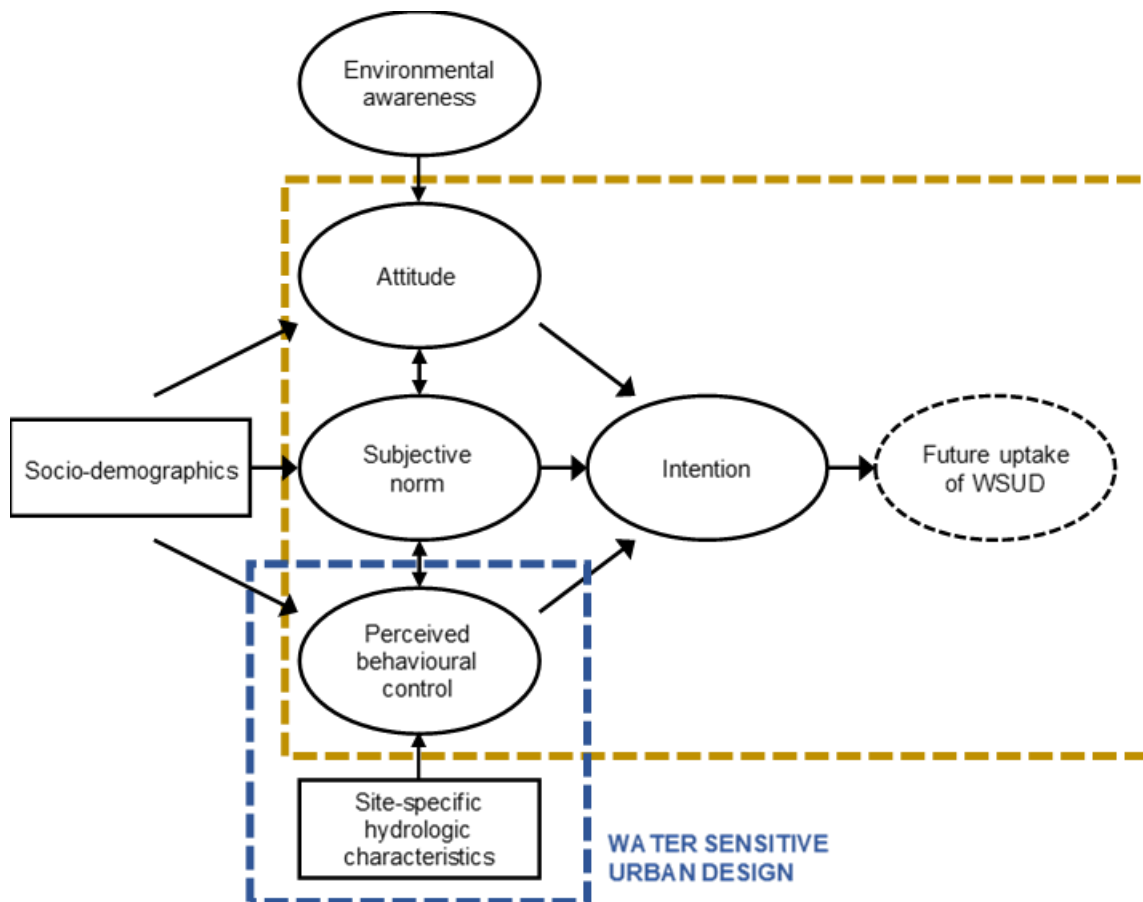 Environmental
awareness
Attitude
Socio-demographics
Subjective
norm
Intention
Future uptake
of WSUD
Perceived
behavioural
control
Site-specific
hydrologic
characteristics
WATER SENSITIVE
URBAN DESIGN